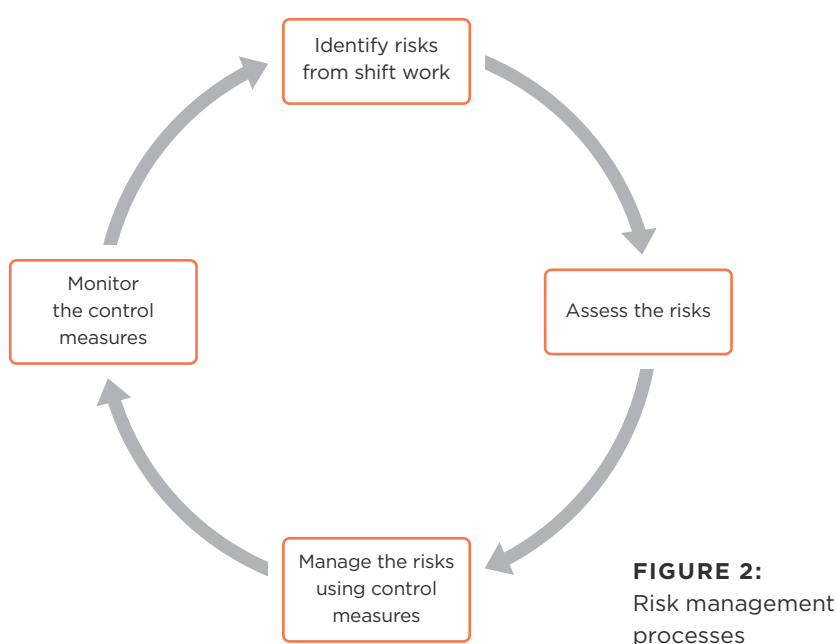 Identify risks
from shift work
Assess the risks
Manage the risks
using control
measures
Monitor
the control
measures
FIGURE 2:
Risk management
processes